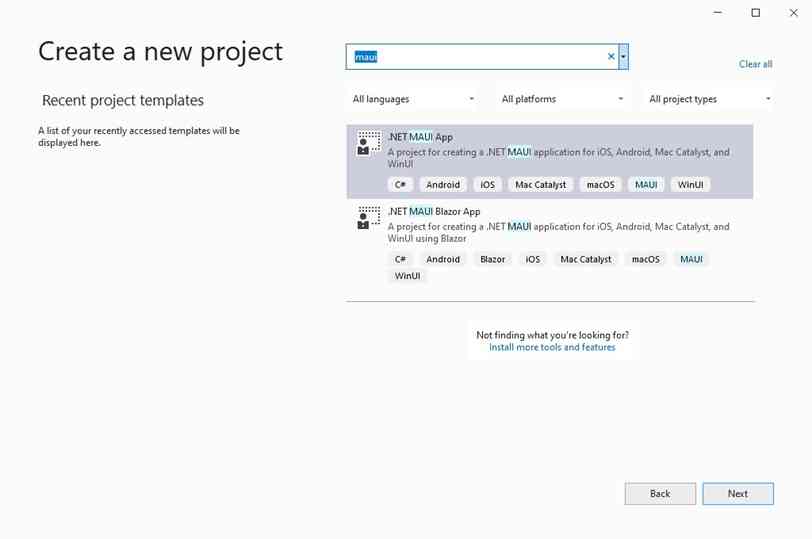 Create a new project
maui
Clear all
Recent project templates
A list of your recently accessed templates will be
displayed here.
All languages
All platforms
All project types
.NET MAUI App
A project for creating a .NET MAUI application for iOS, Android, Mac Catalyst, and
WinUI
C# Android iOS Mac Catalyst macOS MAUI WinUI
.NET MAUI Blazor App
A project for creating a .NET MAUI application for iOS, Android, Mac Catalyst, and
WinUI using Blazor
C# Android Blazor iOS Mac Catalyst macOS MAUI
WinUI
Not finding what you're looking for?
Install more tools and features
Back
Next